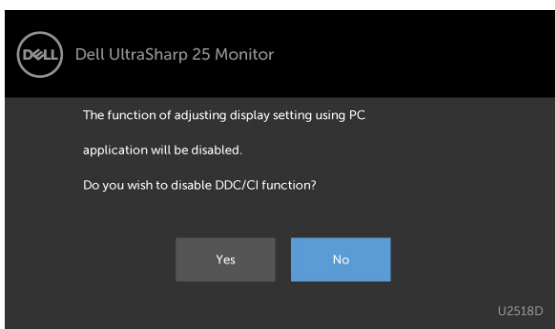 DELL
Dell UltraSharp 25 Monitor
The function of adjusting display setting using PC
application will be disabled.
Do you wish to disable DDC/CI function?
Yes
No
U2518D